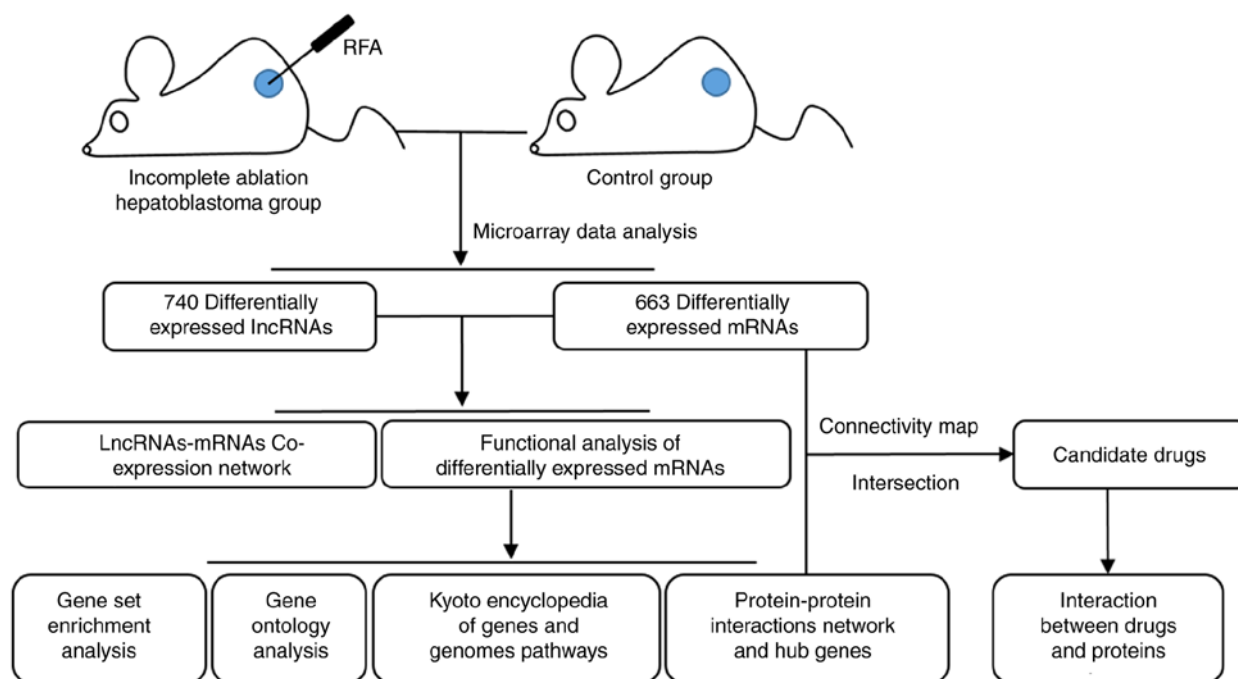 RFA
Incomplete ablation
hepatoblastoma group
Control group
Microarray data analysis
740 Differentially
expressed lncRNAs
663 Differentially
expressed mRNAs
LncRNAs-mRNAs Co-
expression network
Functional analysis of
differentially expressed mRNAs
Connectivity map
Intersection
Candidate drugs
Gene set
enrichment
analysis
Gene
ontology
analysis
Kyoto encyclopedia
of genes and
genomes pathways
Protein-protein
interactions network
and hub genes
Interaction
between drugs
and proteins